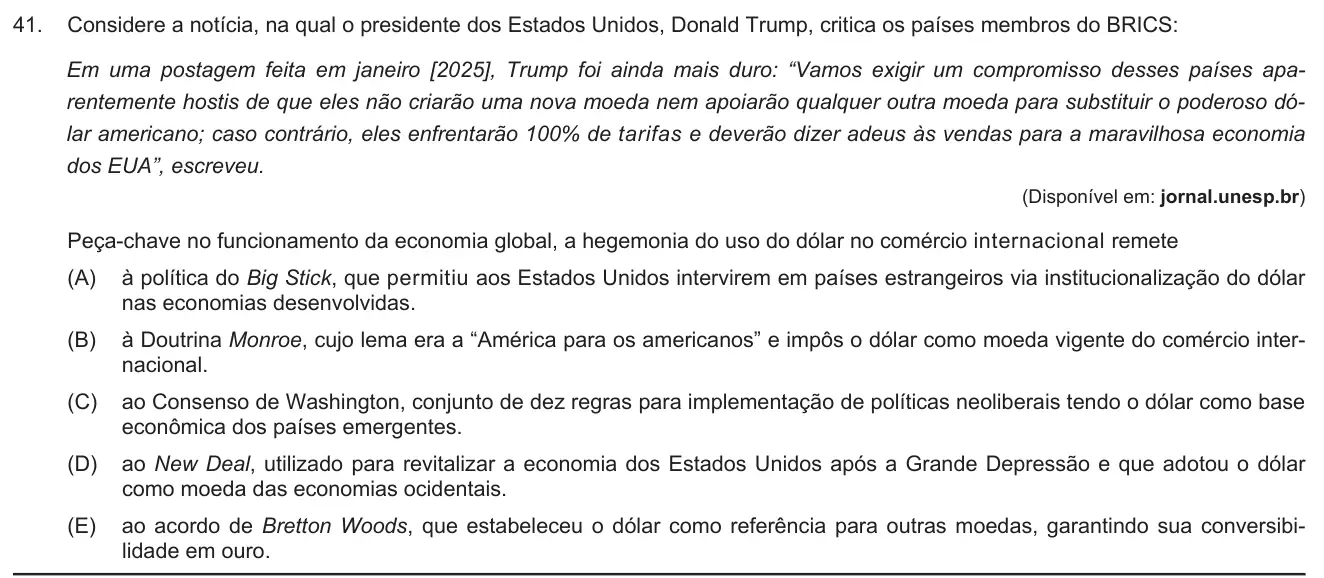 41. Considere a notícia, na qual o presidente dos Estados Unidos, Donald Trump, critica os países membros do BRICS:
Em uma postagem feita em janeiro [2025], Trump foi ainda mais duro: “Vamos exigir um compromisso desses países apa-
rentemente hostis de que eles não criarão uma nova moeda nem apoiarão qualquer outra moeda para substituir o poderoso dó-
lar americano; caso contrário, eles enfrentarão 100% de tarifas e deverão dizer adeus às vendas para a maravilhosa economia
dos EUA”, escreveu.
(Disponível em: jornal.unesp.br)
Peça-chave no funcionamento da economia global, a hegemonia do uso do dólar no comércio internacional remete
(A) à política do Big Stick, que permitiu aos Estados Unidos intervirem em países estrangeiros via institucionalização do dólar
nas economias desenvolvidas.
(B) à Doutrina Monroe, cujo lema era a “América para os americanos” e impôs o dólar como moeda vigente do comércio inter-
nacional.
(C) ao Consenso de Washington, conjunto de dez regras para implementação de políticas neoliberais tendo o dólar como base
econômica dos países emergentes.
(D) ao New Deal, utilizado para revitalizar a economia dos Estados Unidos após a Grande Depressão e que adotou o dólar
como moeda das economias ocidentais.
(E) ao acordo de Bretton Woods, que estabeleceu o dólar como referência para outras moedas, garantindo sua conversibi-
lidade em ouro.